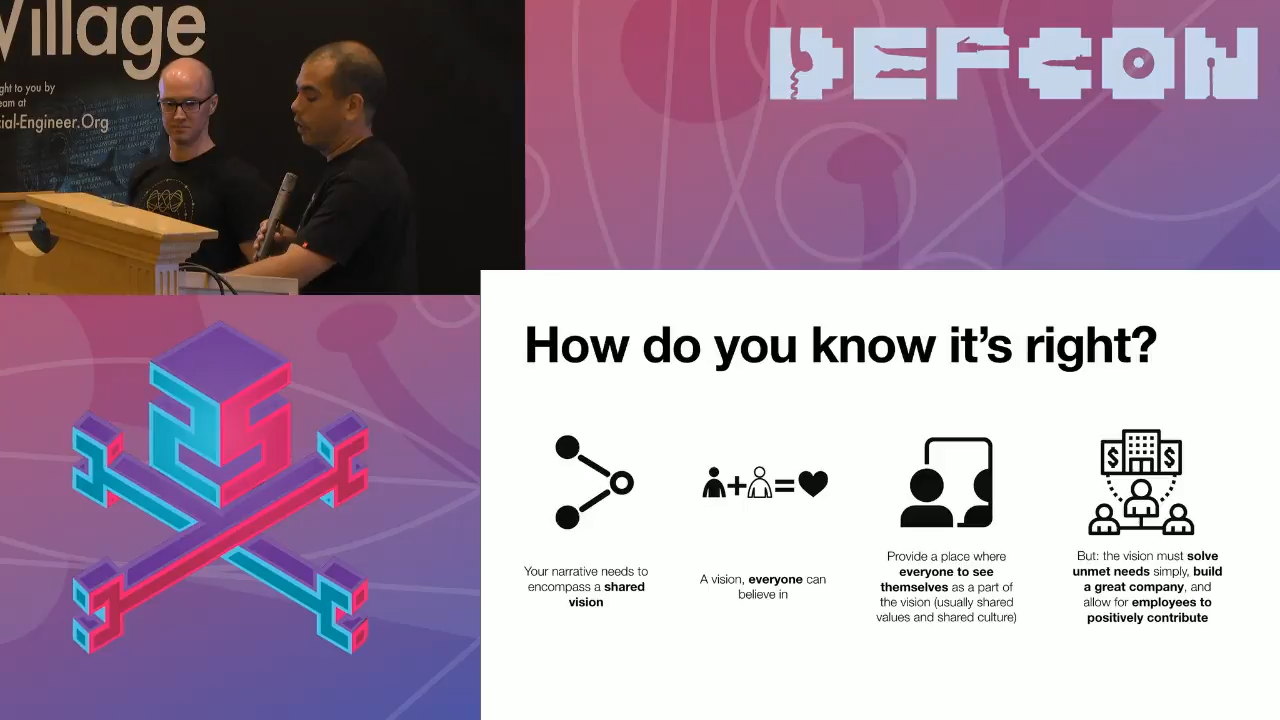 Village
ght to you by
eam at
cial-Engineer.Org
DEFCON
25
How do you know it's right?
Your narrative needs to
encompass a shared
vision
A vision, everyone can
believe in
Provide a place where
everyone to see
themselves as a part of
the vision (usually shared
values and shared culture)
But: the vision must solve
unmet needs simply, build
a great company, and
allow for employees to
positively contribute